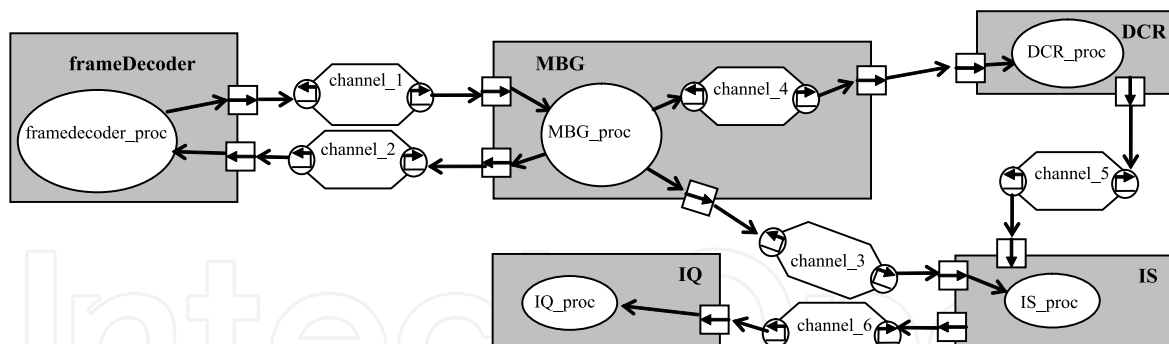 frameDecoder
framedecoder_proc
channel_1
channel_2
MBG
MBG_proc
channel_4
DCR
DCR_proc
channel_5
channel_3
IQ
IQ_proc
channel_6
IS
IS_proc